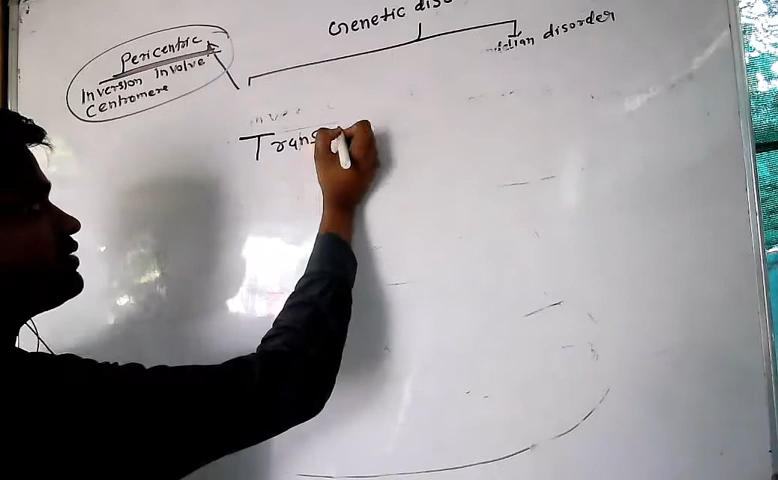 Genetic diso
Pericentric
Inversion Involve
Centromere
disorder
Trans